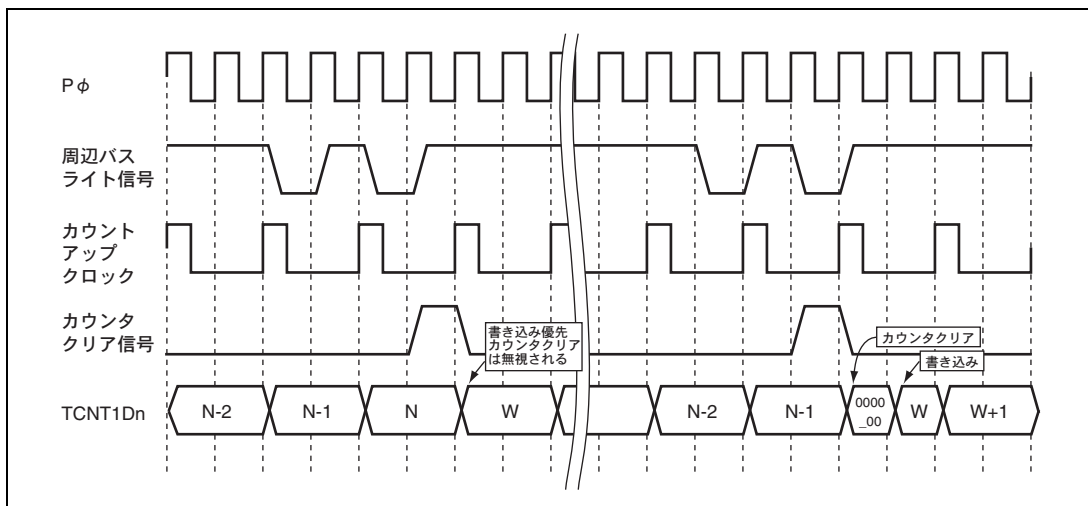 Pφ
周辺バス
ライト信号
カウント
アップ
クロック
カウンタ
クリア信号
書き込み優先
カウンタクリア
は無視される
カウンタクリア
書き込み
TCNT1Dn
N-2
N-1
N
W
N-2
N-1
0000
_00
W
W+1